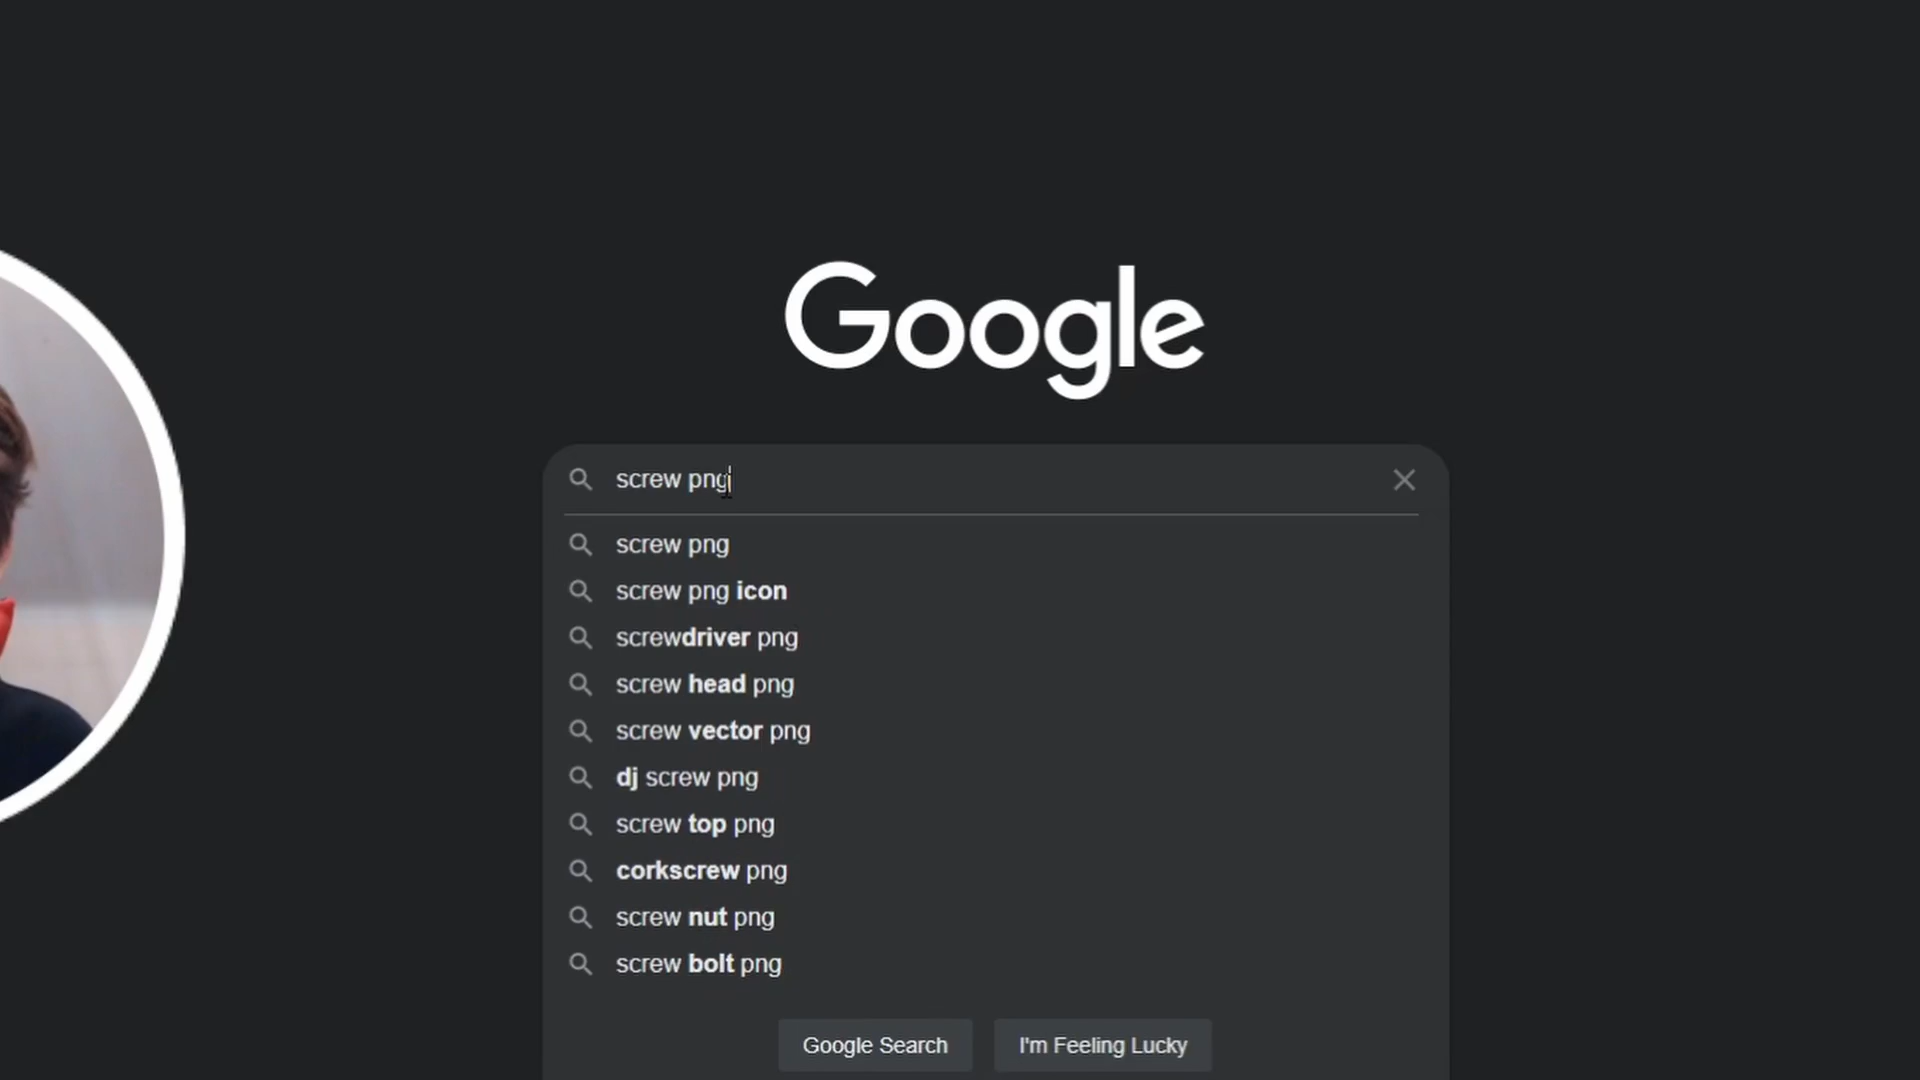 Google
screw png
screw png
screw png icon
screwdriver png
screw head png
screw vector png
dj screw png
screw top png
corkscrew png
screw nut png
screw bolt png
Google Search
I'm Feeling Lucky